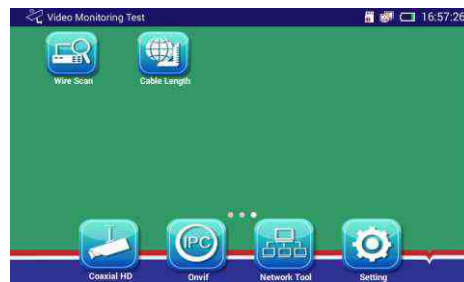 Video Monitoring Test 16:57:26
Wire Scan Cable Length
IPC
Coaxial HD Onvif Network Tool Setting